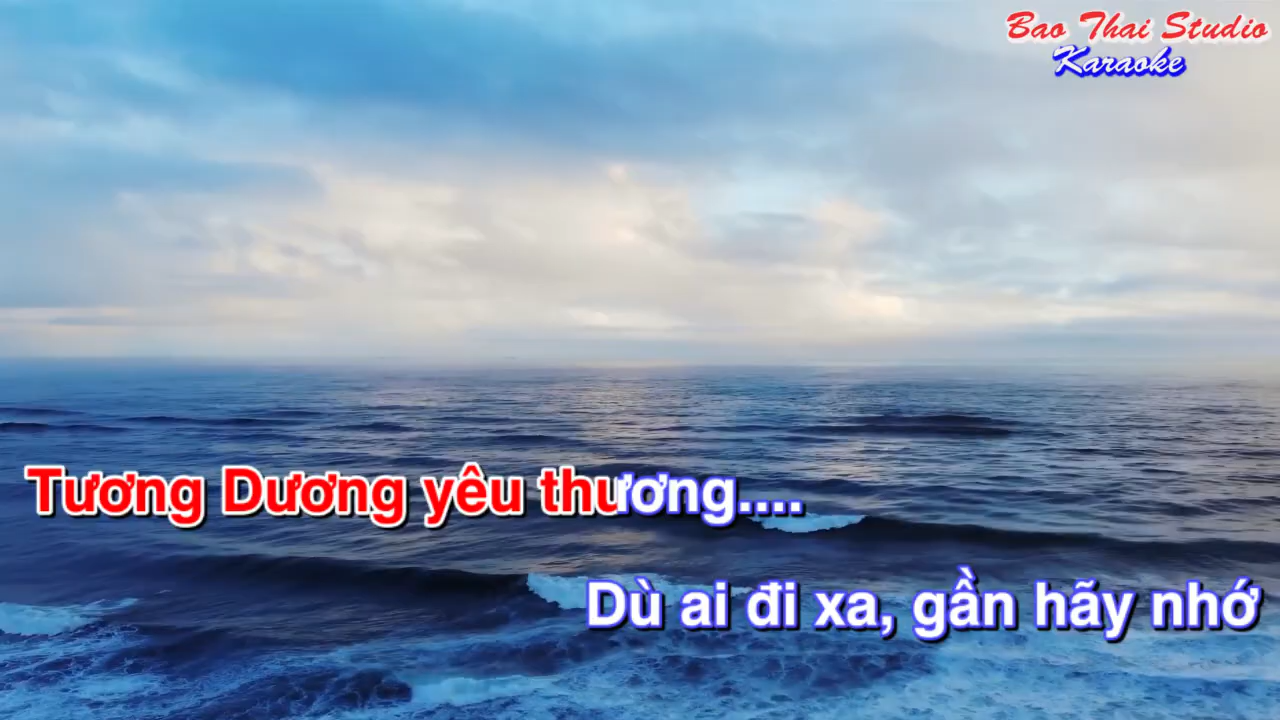 Bao Thai Studio
Karaoke
Tương Dương yêu thương....
Dù ai đi xa, gần hãy nhớ